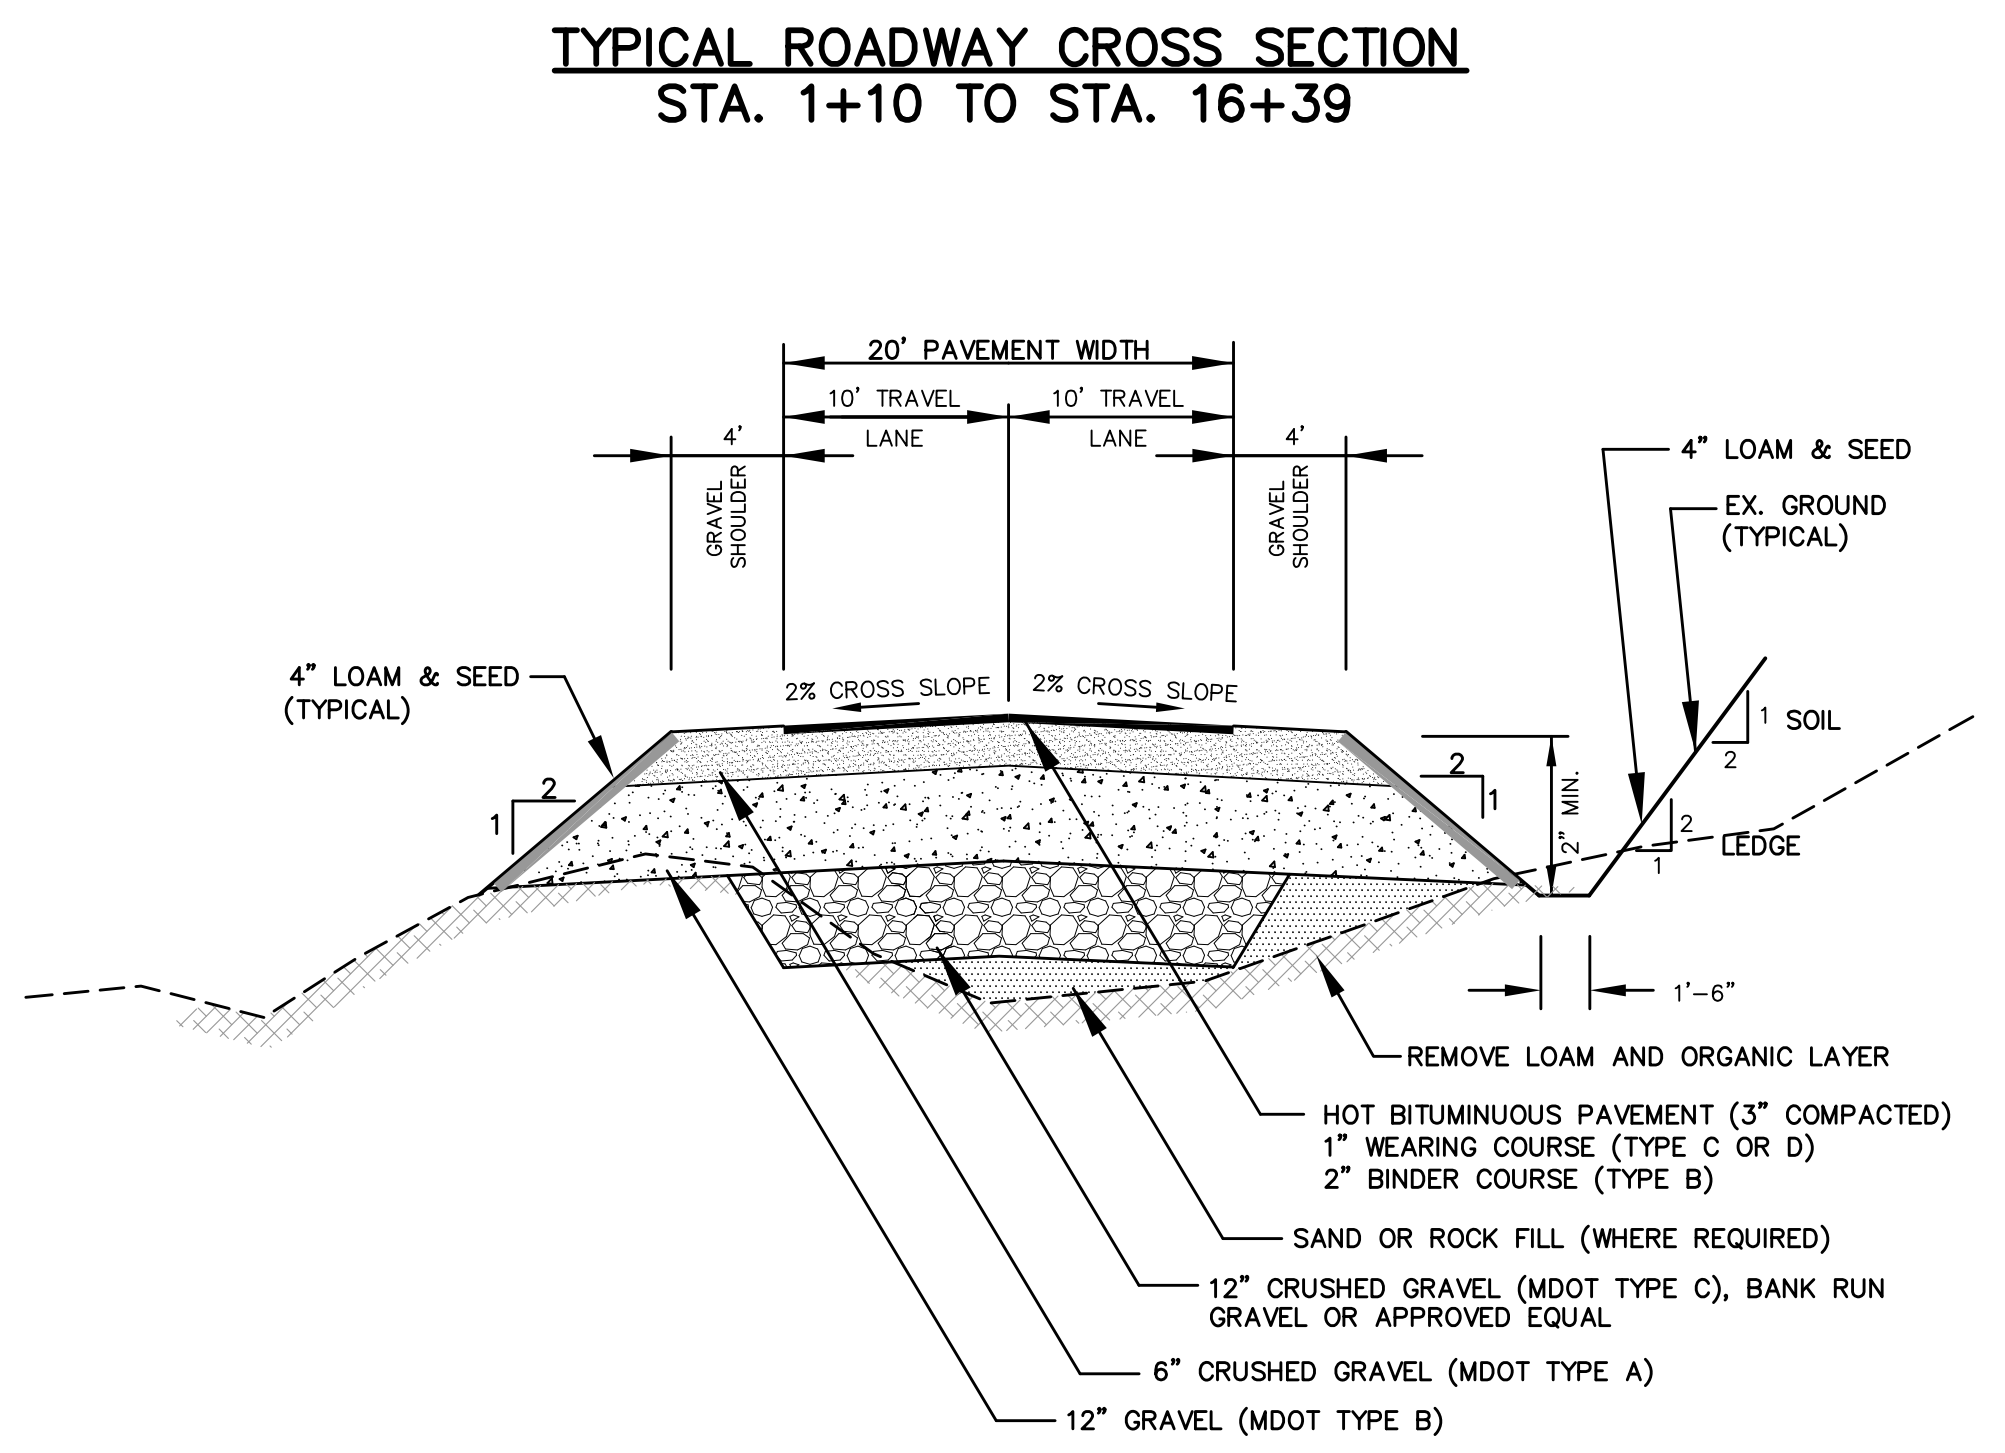 TYPICAL ROADWAY CROSS SECTION
STA. 1+10 TO STA. 16+39
20' PAVEMENT WIDTH
10' TRAVEL
LANE
10' TRAVEL
LANE
4'
GRAVEL
SHOULDER
4'
GRAVEL
SHOULDER
4" LOAM & SEED
EX. GROUND
(TYPICAL)
4" LOAM & SEED
(TYPICAL)
2% CROSS SLOPE
2% CROSS SLOPE
2
1
2
1
2" MIN.
1
2
SOIL
2
1
LEDGE
1'-6"
REMOVE LOAM AND ORGANIC LAYER
HOT BITUMINUOUS PAVEMENT (3" COMPACTED)
1" WEARING COURSE (TYPE C OR D)
2" BINDER COURSE (TYPE B)
SAND OR ROCK FILL (WHERE REQUIRED)
12" CRUSHED GRAVEL (MDOT TYPE C), BANK RUN
GRAVEL OR APPROVED EQUAL
6" CRUSHED GRAVEL (MDOT TYPE A)
12" GRAVEL (MDOT TYPE B)